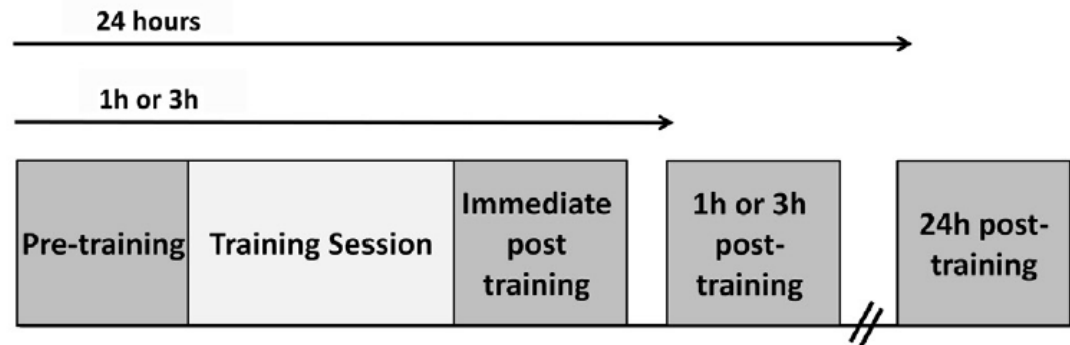 24 hours
1h or 3h
Pre-training
Training Session
Immediate
post
training
1h or 3h
post-
training
24h post-
training